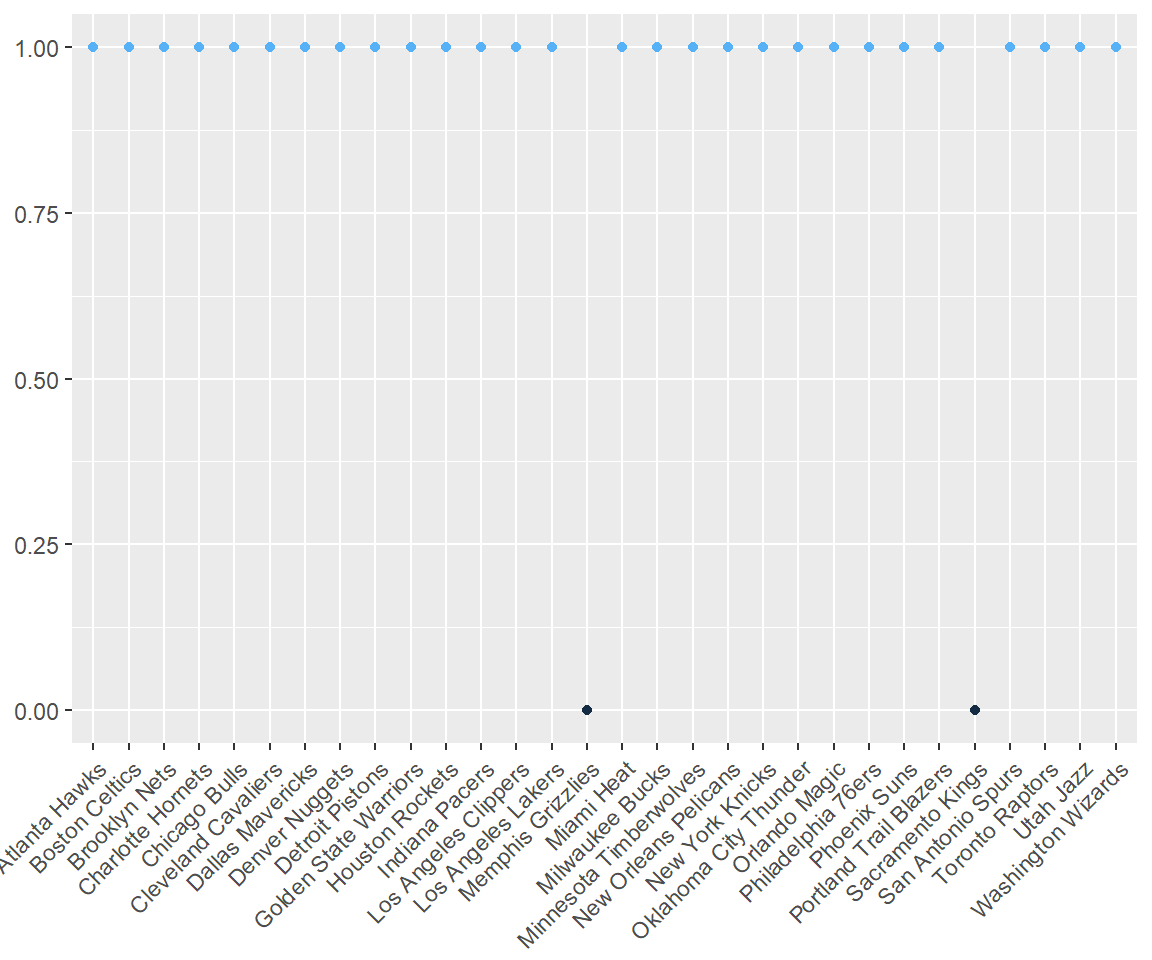 1.00
0.75
0.50
0.25
0.00
Atlanta Hawks
Boston Celtics
Brooklyn Nets
Charlotte Hornets
Chicago Bulls
Cleveland Cavaliers
Dallas Mavericks
Denver Nuggets
Detroit Pistons
Golden State Warriors
Houston Rockets
Indiana Pacers
Los Angeles Clippers
Los Angeles Lakers
Memphis Grizzlies
Miami Heat
Milwaukee Bucks
Minnesota Timberwolves
New Orleans Pelicans
New York Knicks
Oklahoma City Thunder
Orlando Magic
Philadelphia 76ers
Phoenix Suns
Portland Trail Blazers
Sacramento Kings
San Antonio Spurs
Toronto Raptors
Utah Jazz
Washington Wizards